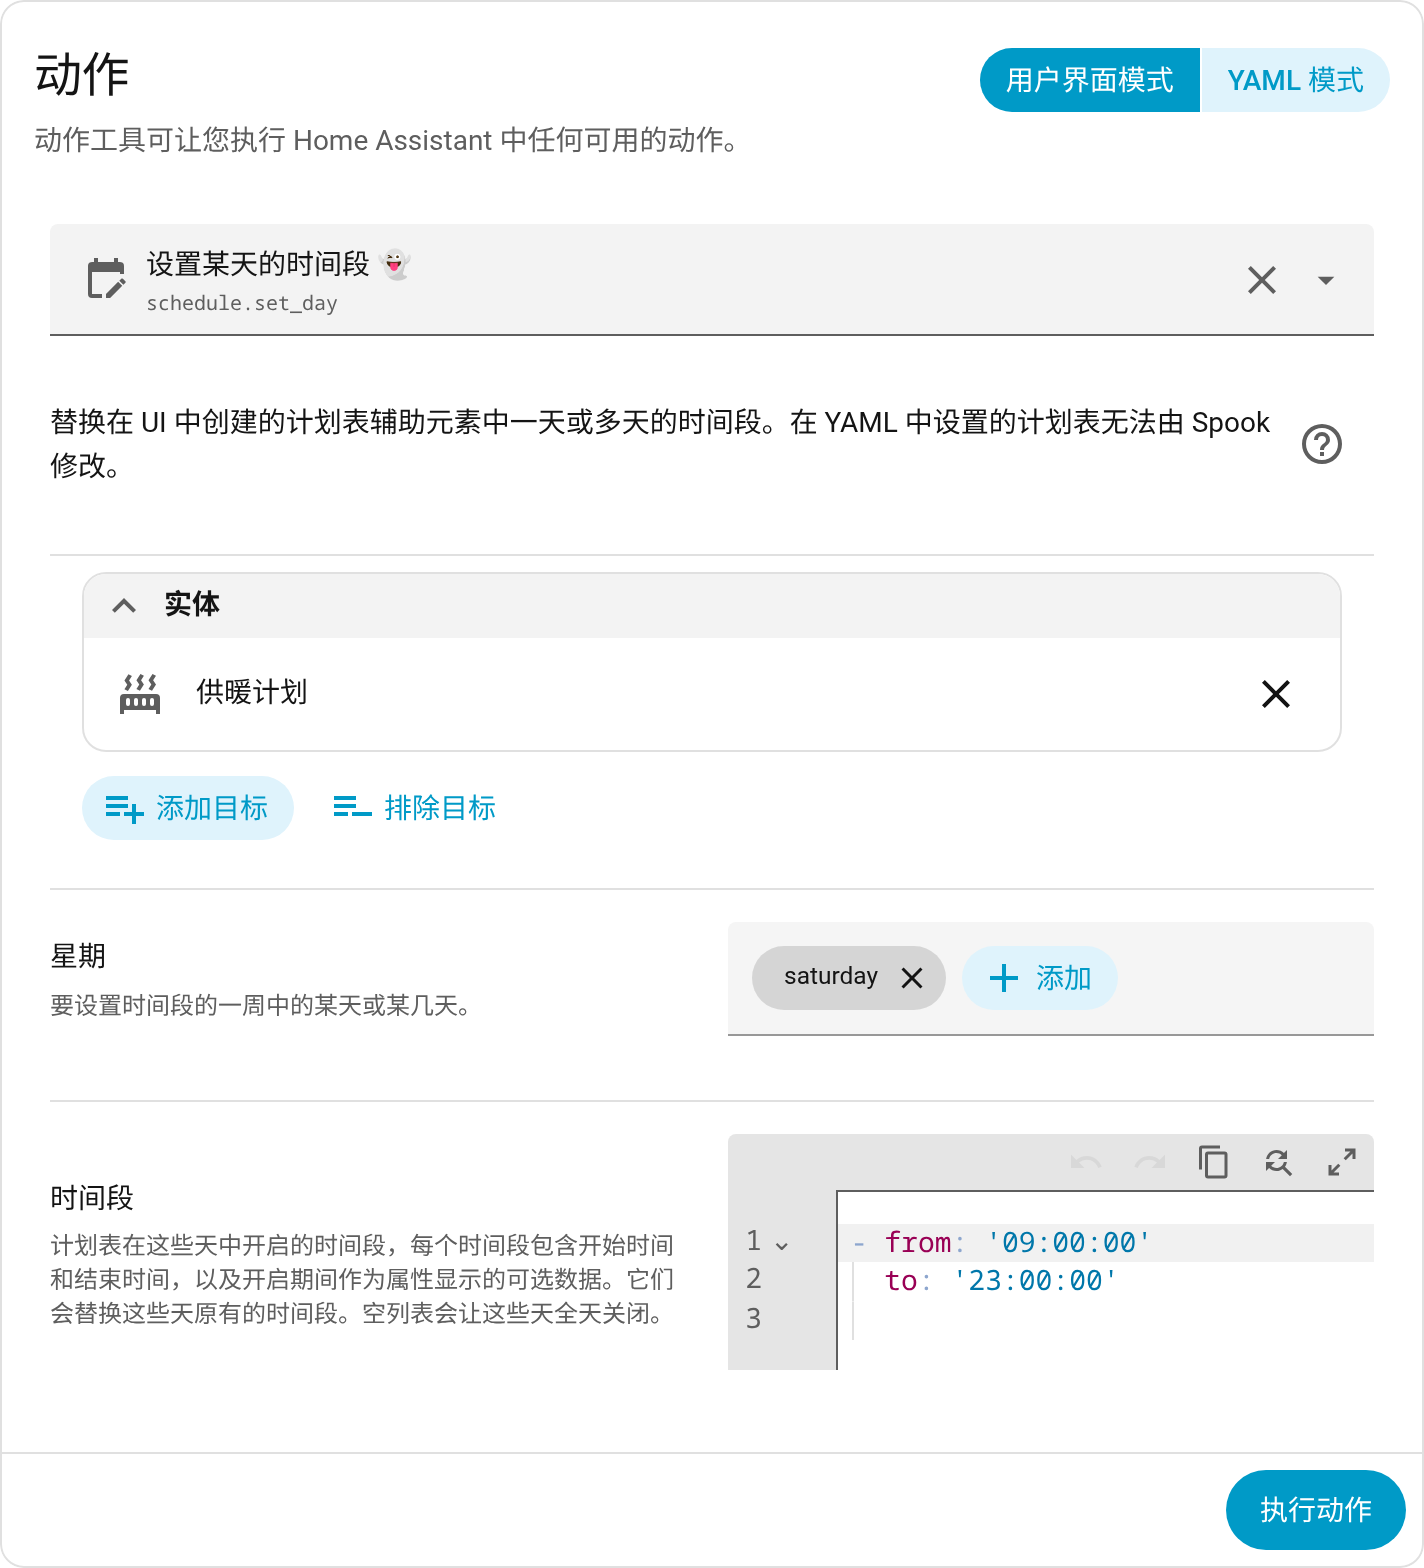 动作
用户界面模式
YAML 模式
动作工具可让您执行 Home Assistant 中任何可用的动作。
设置某天的时间段 👻
schedule.set_day
替换在 UI 中创建的计划表辅助元素中一天或多天的时间段。在 YAML 中设置的计划表无法由 Spook
修改。
实体
供暖计划
添加目标
排除目标
星期
要设置时间段的一周中的某天或某几天。
saturday
添加
时间段
计划表在这些天中开启的时间段，每个时间段包含开始时间
和结束时间，以及开启期间作为属性显示的可选数据。它们
会替换这些天原有的时间段。空列表会让这些天全天关闭。
1 - from: '09:00:00'
2 to: '23:00:00'
3
执行动作